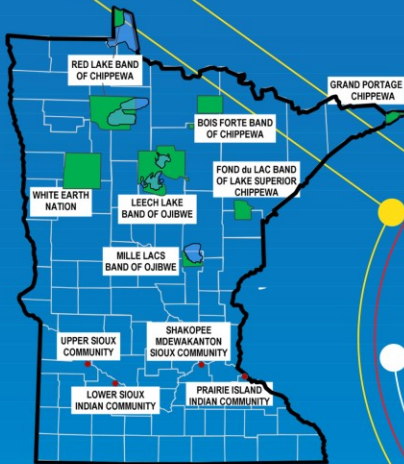 RED LAKE BAND
OF CHIPPEWA
GRAND PORTAGE
CHIPPEWA
BOIS FORTE BAND
OF CHIPPEWA
FOND du LAC BAND
OF LAKE SUPERIOR
CHIPPEWA
WHITE EARTH
NATION
LEECH LAKE
BAND OF OJIBWE
MILLE LACS
BAND OF OJIBWE
UPPER SIOUX
COMMUNITY
SHAKOPEE
MDEWAKANTON
SIOUX COMMUNITY
LOWER SIOUX
INDIAN COMMUNITY
PRAIRIE ISLAND
INDIAN COMMUNITY